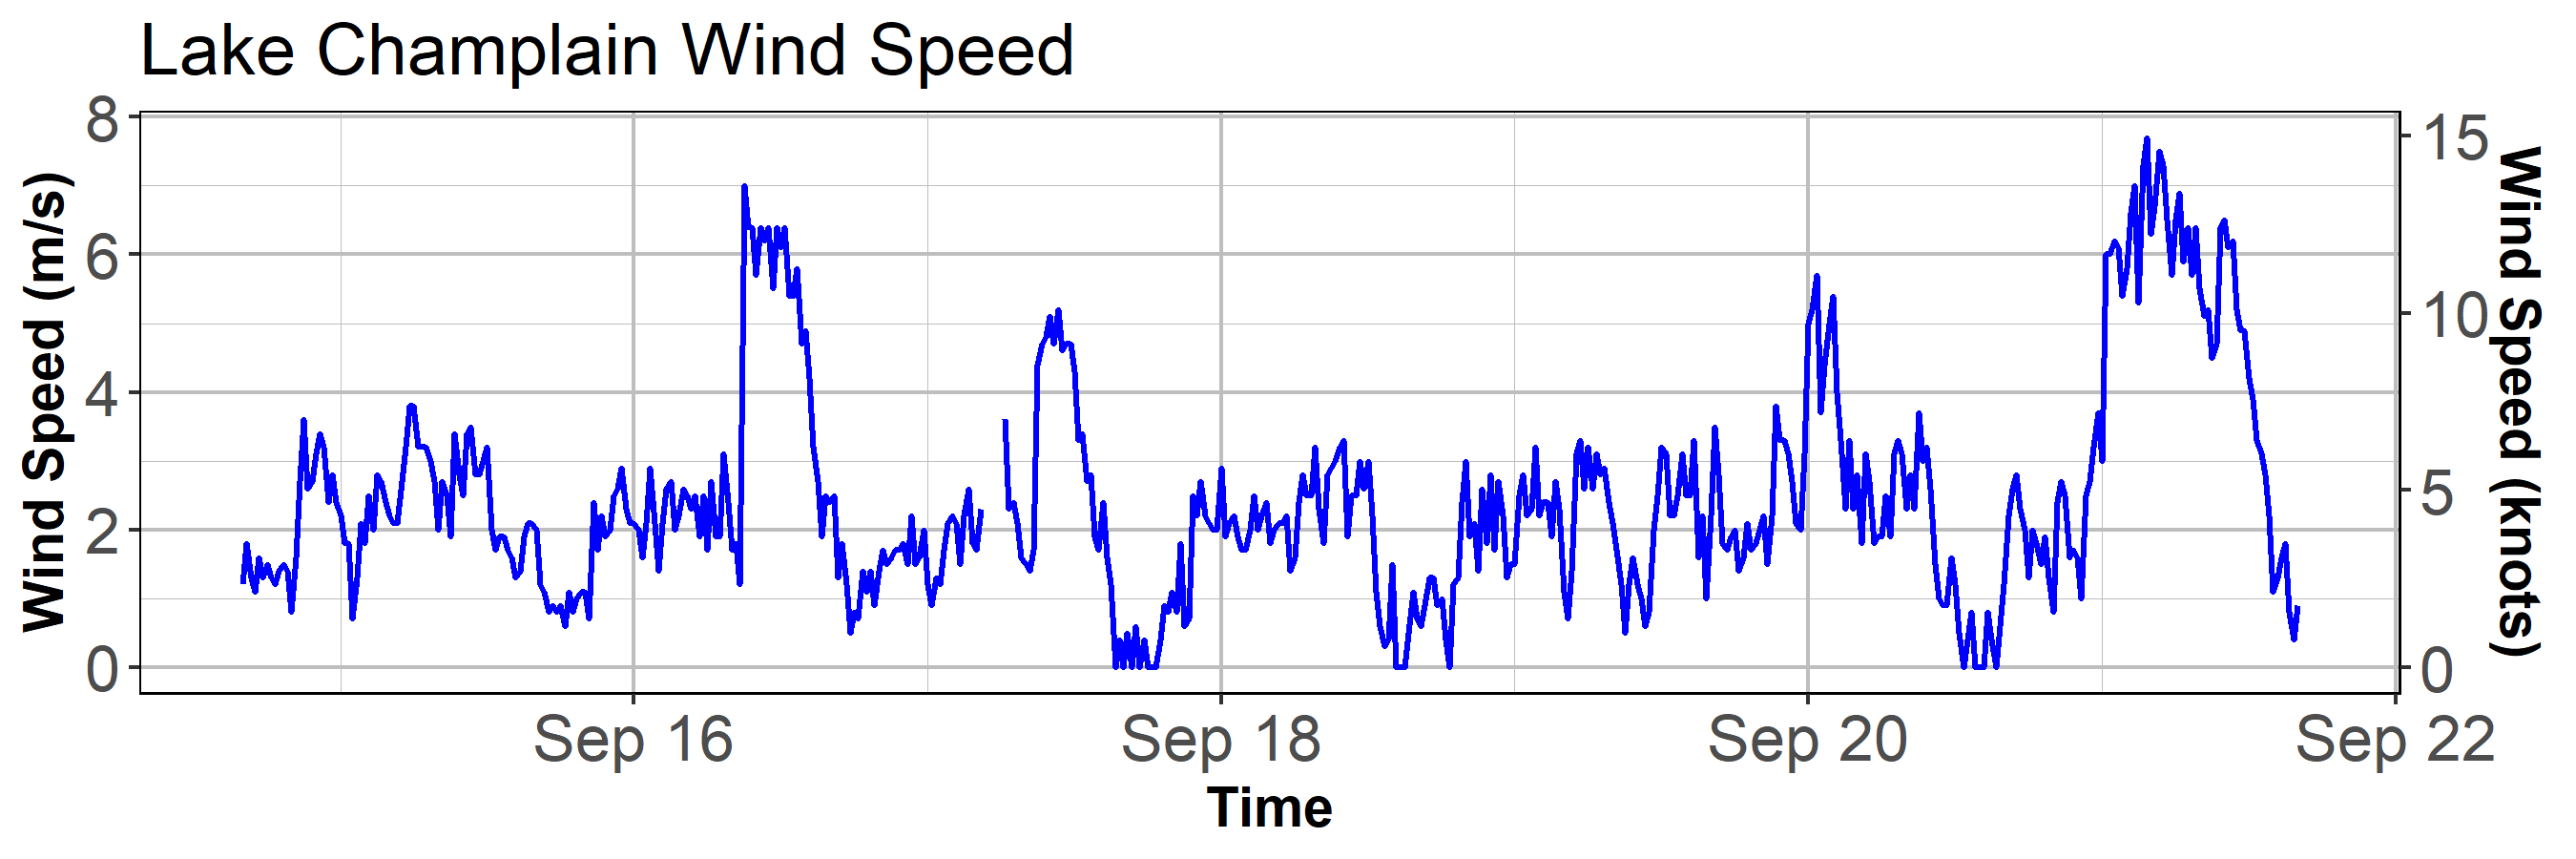 Lake Champlain Wind Speed
Wind Speed (m/s)
8
6
4
2
0
15
10
5
0
Wind Speed (knots)
Sep 16
Sep 18
Sep 20
Sep 22
Time